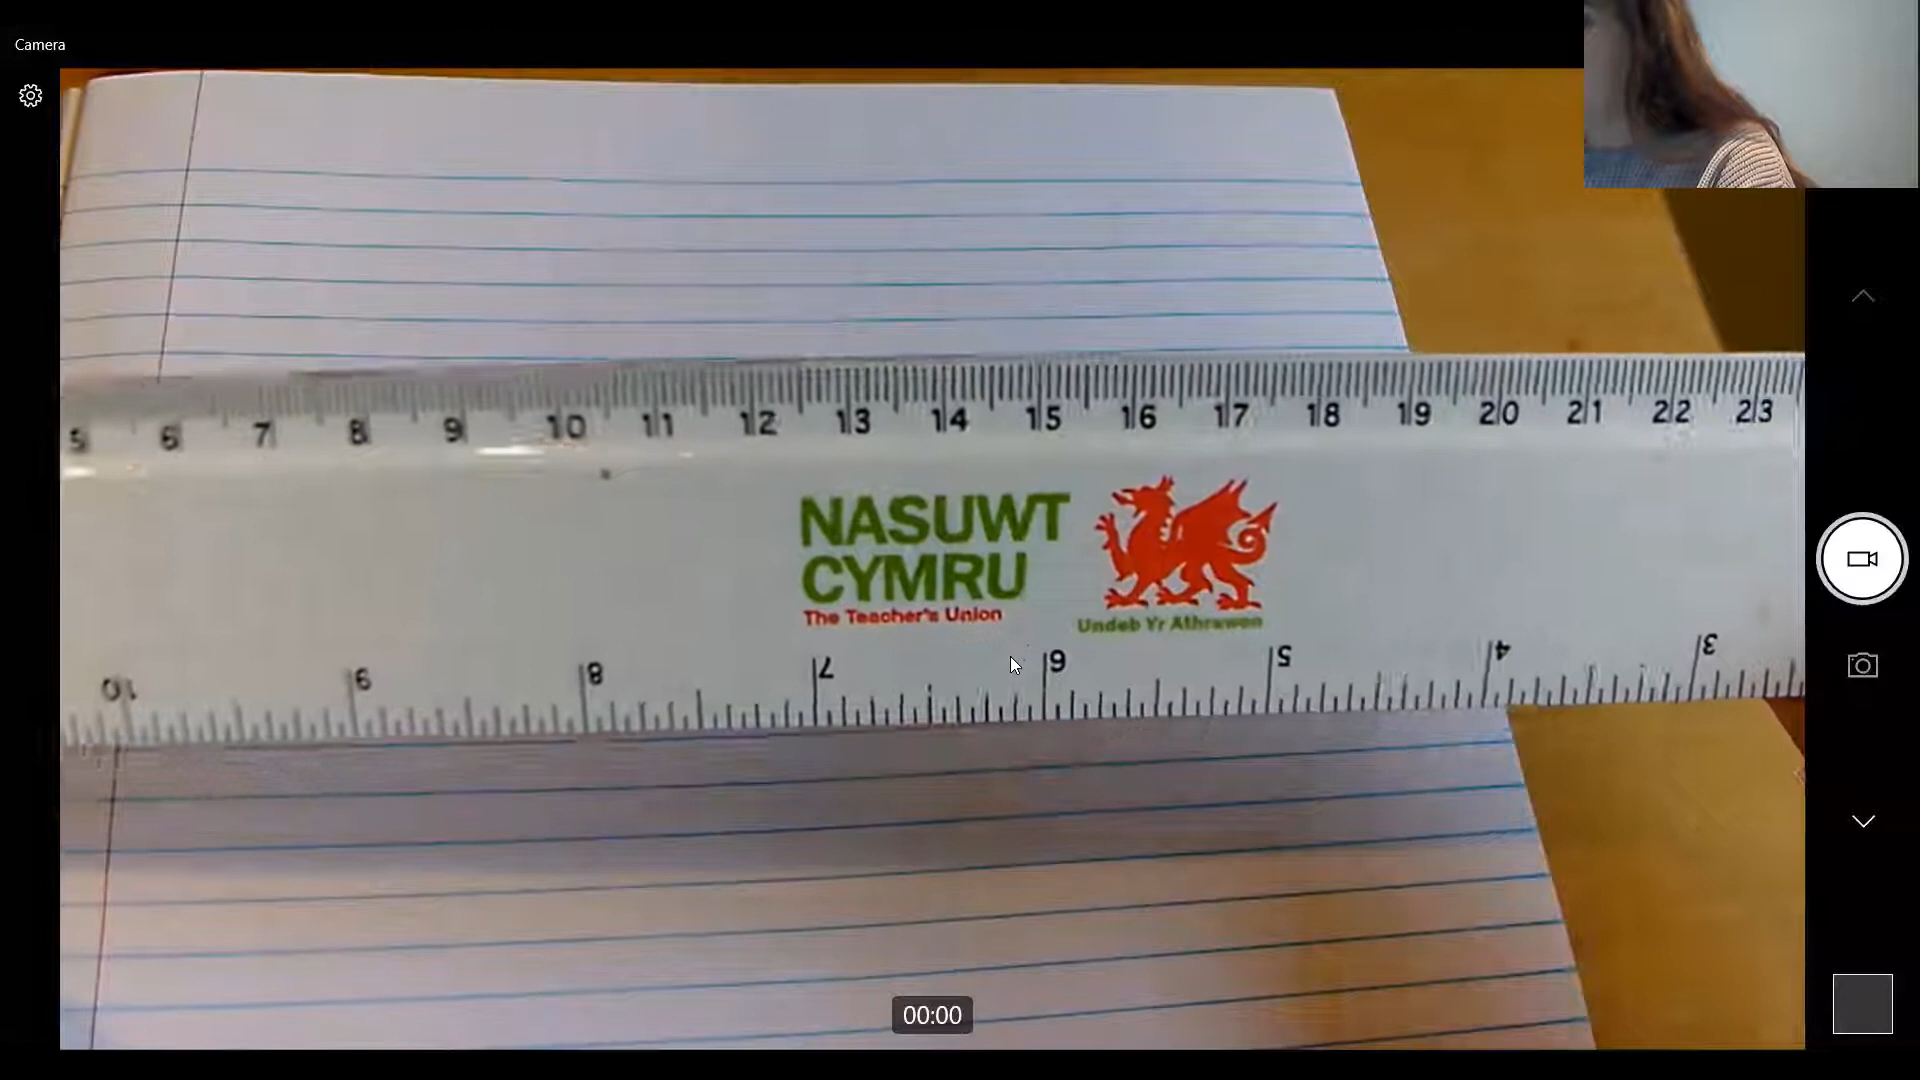 Camera
5 6 7 8 9 10 11 12 13 14 15 16 17 18 19 20 21 22 23
NASUWT
CYMRU
The Teacher's Union
Undeb Yr Athrawon
10 9 8 7 6 5 4 3
00:00